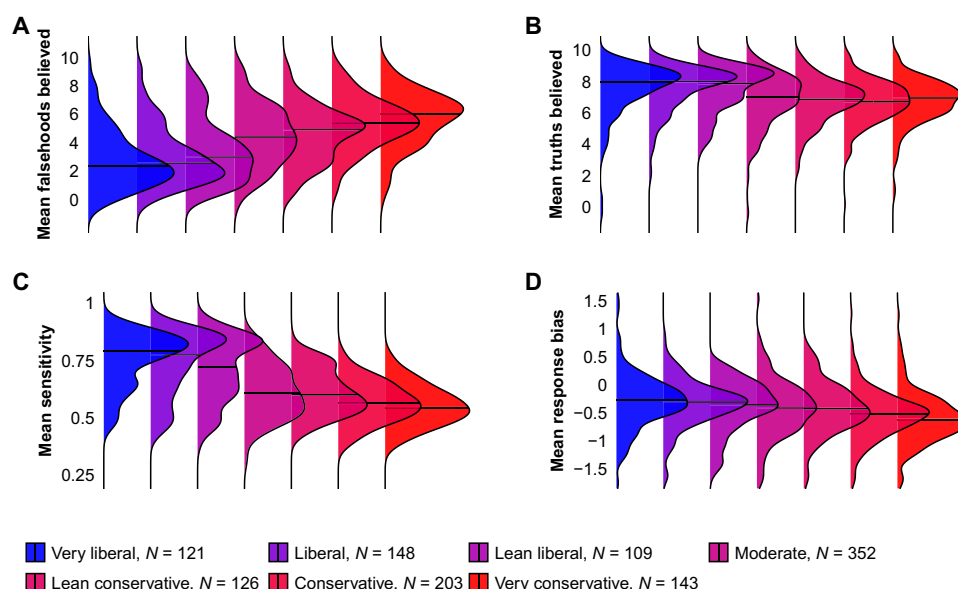 A
Mean falsehoods believed
10
8
6
4
2
0
B
Mean truths believed
10
8
6
4
2
0
C
Mean sensitivity
1
0.75
0.5
0.25
D
Mean response bias
1.5
1
0.5
0
−0.5
−1
−1.5
Very liberal, N = 121
Liberal, N = 148
Lean liberal, N = 109
Moderate, N = 352
Lean conservative, N = 126
Conservative, N = 203
Very conservative, N = 143